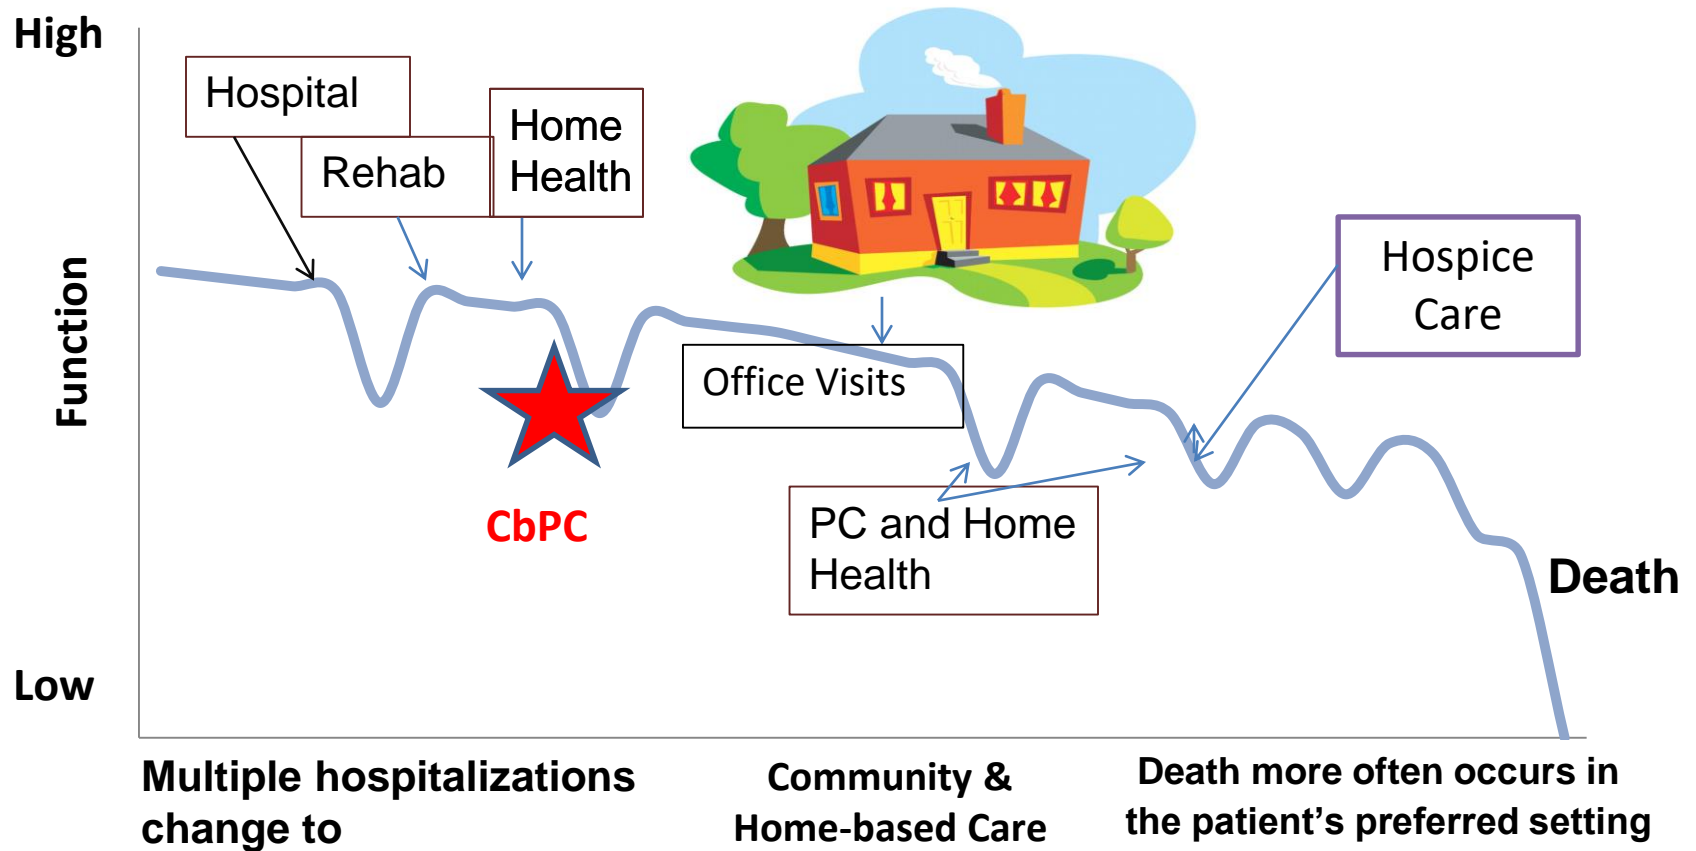 High
Hospital
Rehab
Home
Health
Function
Office Visits
Hospice
Care
CbPC
PC and Home
Health
Death
Low
Multiple hospitalizations
change to
Community &
Home-based Care
Death more often occurs in
the patient’s preferred setting